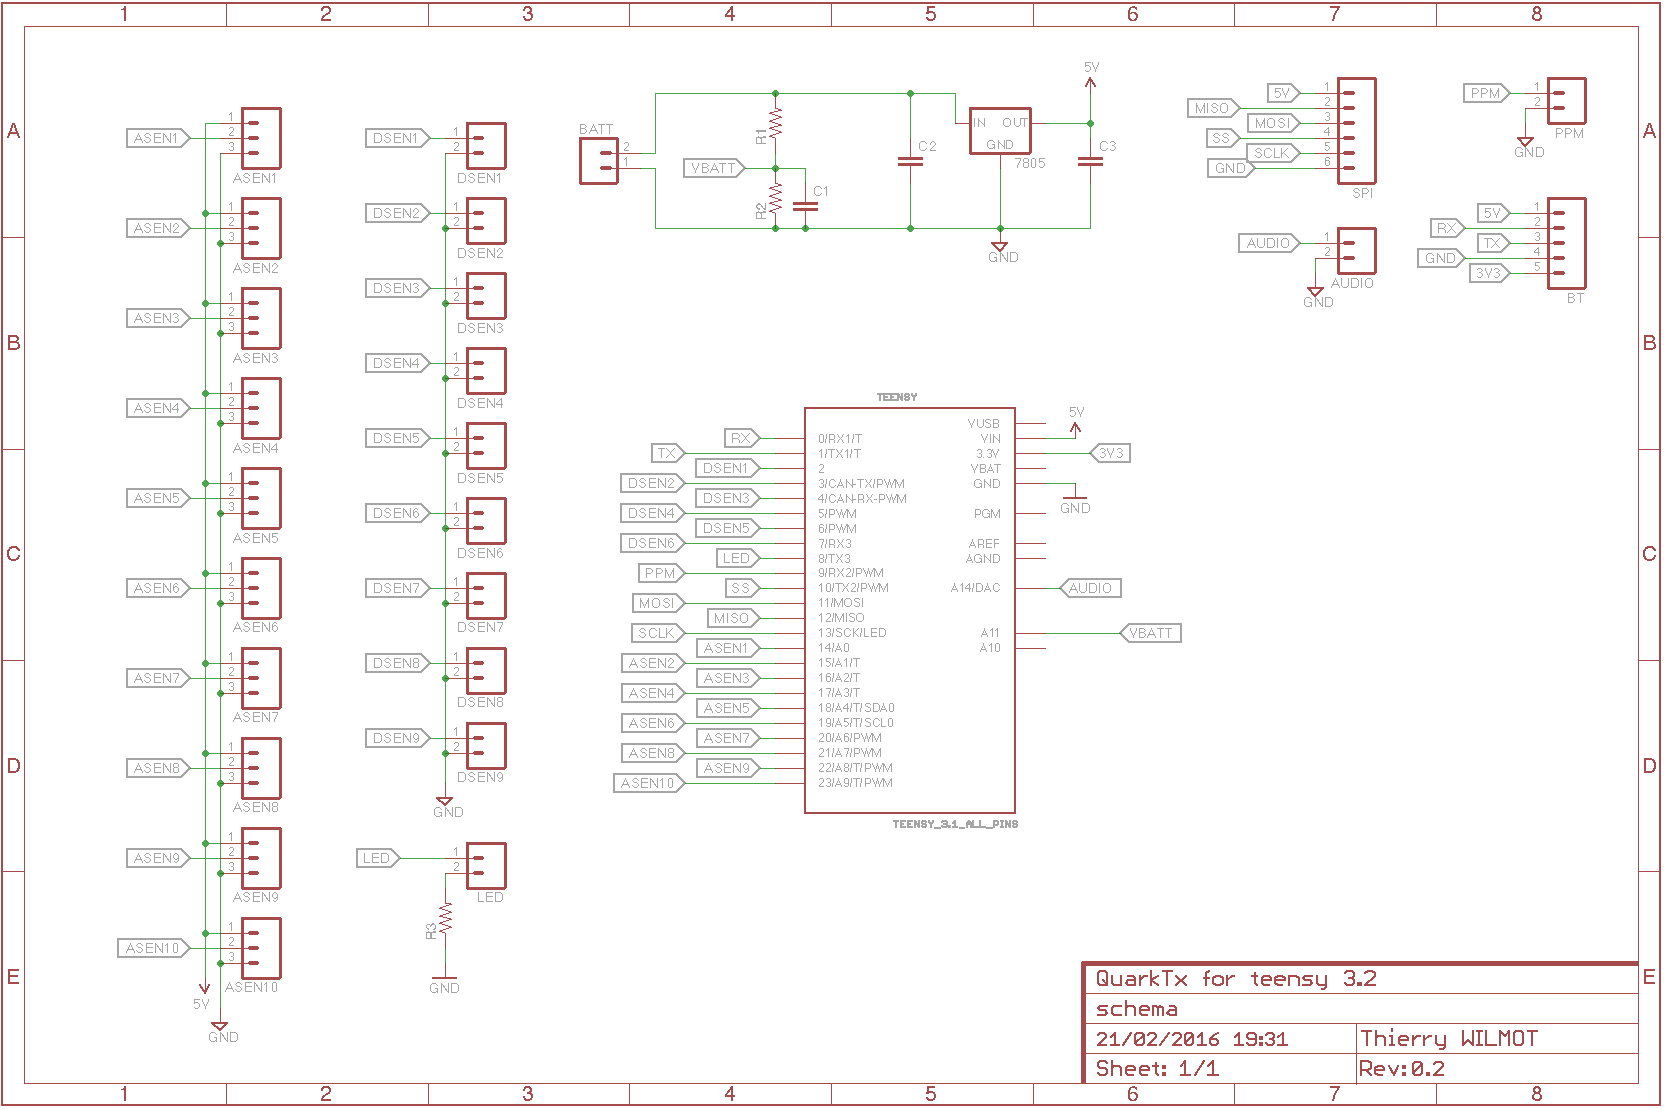 1 2 3 4 5 6 7 8
A
B
C
D
E
ASEN1 1 2 3 ASEN1
ASEN2 1 2 3 ASEN2
ASEN3 1 2 3 ASEN3
ASEN4 1 2 3 ASEN4
ASEN5 1 2 3 ASEN5
ASEN6 1 2 3 ASEN6
ASEN7 1 2 3 ASEN7
ASEN8 1 2 3 ASEN8
ASEN9 1 2 3 ASEN9
ASEN10 1 2 3 ASEN10
5V
GND
DSEN1 1 2 DSEN1
DSEN2 1 2 DSEN2
DSEN3 1 2 DSEN3
DSEN4 1 2 DSEN4
DSEN5 1 2 DSEN5
DSEN6 1 2 DSEN6
DSEN7 1 2 DSEN7
DSEN8 1 2 DSEN8
DSEN9 1 2 DSEN9
GND
LED 1 2 LED
R3
GND
BATT
2
1
VBATT
R1
R2
C1
C2
IN OUT
GND
7805
5V
C3
GND
5V 1
MISO 2
MOSI 3
SS 4
SCLK 5
GND 6
SPI
AUDIO 1
2
AUDIO
GND
PPM 1
2
PPM
GND
5V 1
RX 2
TX 3
GND 4
3V3 5
BT
TEENSY
RX 0/RX1/T
TX 1/TX1/T
DSEN1 2
DSEN2 3/CAN-TX/PWM
DSEN3 4/CAN-RX-PWM
DSEN4 5/PWM
DSEN5 6/PWM
DSEN6 7/RX3
LED 8/TX3
PPM 9/RX2/PWM
SS 10/TX2/PWM
MOSI 11/MOSI
MISO 12/MISO
SCLK 13/SCK/LED
ASEN1 14/A0
ASEN2 15/A1/T
ASEN3 16/A2/T
ASEN4 17/A3/T
ASEN5 18/A4/T/SDA0
ASEN6 19/A5/T/SCL0
ASEN7 20/A6/PWM
ASEN8 21/A7/PWM
ASEN9 22/A8/T/PWM
ASEN10 23/A9/T/PWM
VUSB
VIN 5V
3.3V 3V3
VBAT
GND GND
PGM
AREF
AGND
A14/DAC AUDIO
A11 VBATT
A10
TEENSY_3.1_ALL_PINS
A
B
C
D
E
QuarkTx for teensy 3.2
schema
21/02/2016 19:31 Thierry WILMOT
Sheet: 1/1 Rev:0.2
1 2 3 4 5 6 7 8